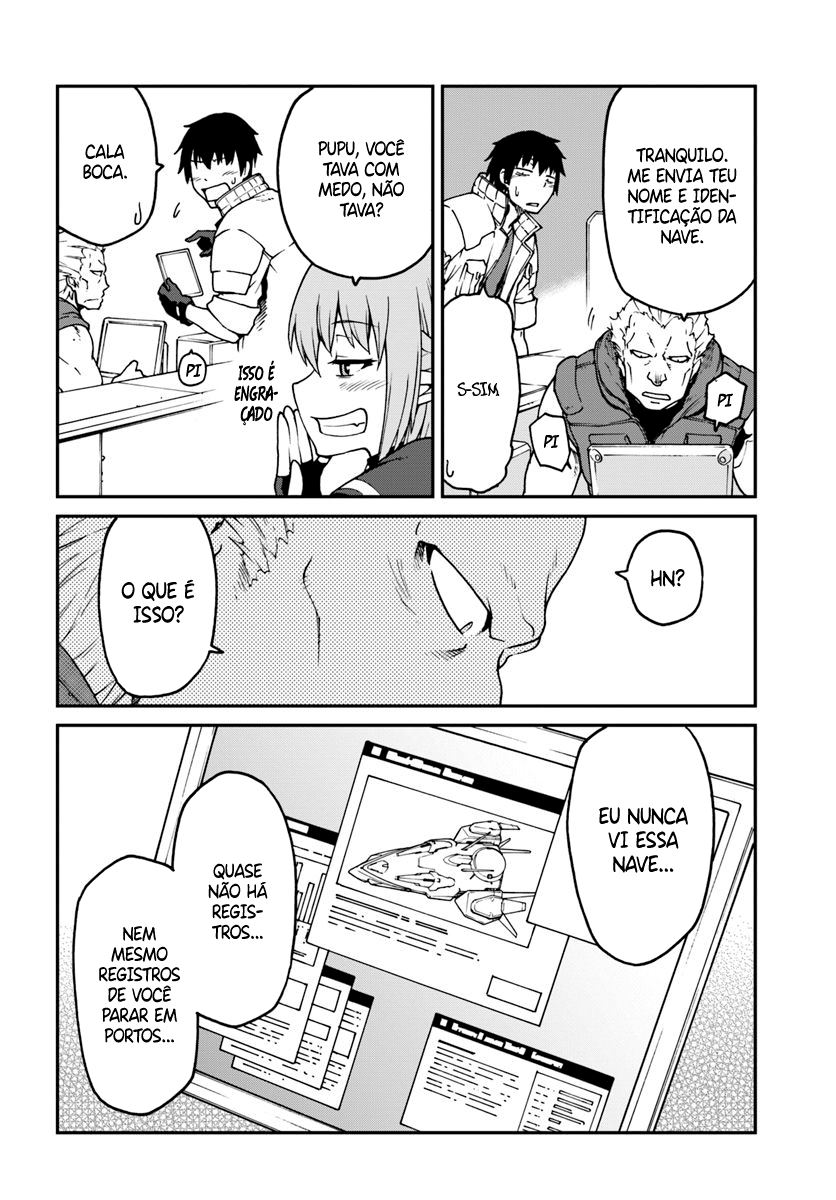 TRANQUILO.
ME ENVIA TEU
NOME E IDEN-
TIFICAÇÃO DA
NAVE.
S-SIM
PI
PI
PUPU, VOCÊ
TAVA COM
MEDO, NÃO
TAVA?
CALA
BOCA.
PI
ISSO É
ENGRA-
ÇADO
HN?
O QUE É
ISSO?
EU NUNCA
VI ESSA
NAVE...
QUASE
NÃO HÁ
REGIS-
TROS...
NEM
MESMO
REGISTROS
DE VOCÊ
PARAR EM
PORTOS...